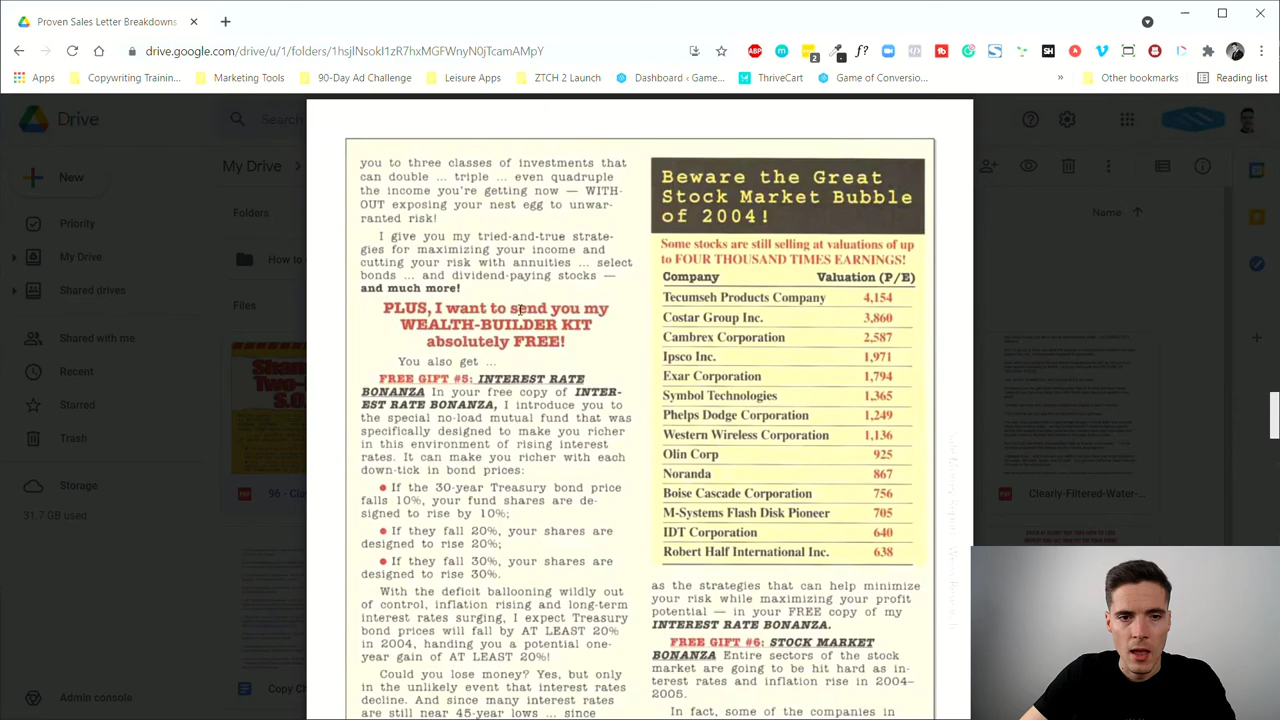 Proven Sales Letter Breakdowns
drive.google.com/drive/u/1/folders/1hsjlNsokI1zR7hxMGFWnyN0jTcamAMpY
Apps
Copywriting Trainin...
Marketing Tools
90-Day Ad Challenge
Leisure Apps
ZTCH 2 Launch
Dashboard ‹ Game...
ThriveCart
Game of Conversio...
»
Other bookmarks
Reading list
Drive
Search
New
My Drive
Priority
My Drive
Shared drives
Shared with me
Recent
Starred
Trash
Storage
31.7 GB used
Admin console
Folders
How to
Files
Name
96 - Cla
Copy Ch
Clearly-Filtered-Water-...
you to three classes of investments that
can double ... triple ... even quadruple
the income you're getting now — WITH-
OUT exposing your nest egg to unwar-
ranted risk!
I give you my tried-and-true strate-
gies for maximizing your income and
cutting your risk with annuities ... select
bonds ... and dividend-paying stocks —
and much more!
PLUS, I want to send you my
WEALTH-BUILDER KIT
absolutely FREE!
You also get ...
FREE GIFT #5: INTEREST RATE
BONANZA In your free copy of INTER-
EST RATE BONANZA, I introduce you to
the special no-load mutual fund that was
specifically designed to make you richer
in this environment of rising interest
rates. It can make you richer with each
down-tick in bond prices:
● If the 30-year Treasury bond price
falls 10%, your fund shares are de-
signed to rise by 10%;
● If they fall 20%, your shares are
designed to rise 20%;
● If they fall 30%, your shares are
designed to rise 30%.
With the deficit ballooning wildly out
of control, inflation rising and long-term
interest rates surging, I expect Treasury
bond prices will fall by AT LEAST 20%
in 2004, handing you a potential one-
year gain of AT LEAST 20%!
Could you lose money? Yes, but only
in the unlikely event that interest rates
decline. And since many interest rates
are still near 45-year lows ... since
Beware the Great
Stock Market Bubble
of 2004!
Some stocks are still selling at valuations of up
to FOUR THOUSAND TIMES EARNINGS!
Company Valuation (P/E)
Tecumseh Products Company 4,154
Costar Group Inc. 3,860
Cambrex Corporation 2,587
Ipsco Inc. 1,971
Exar Corporation 1,794
Symbol Technologies 1,365
Phelps Dodge Corporation 1,249
Western Wireless Corporation 1,136
Olin Corp 925
Noranda 867
Boise Cascade Corporation 756
M-Systems Flash Disk Pioneer 705
IDT Corporation 640
Robert Half International Inc. 638
as the strategies that can help minimize
your risk while maximizing your profit
potential — in your FREE copy of my
INTEREST RATE BONANZA.
FREE GIFT #6: STOCK MARKET
BONANZA Entire sectors of the stock
market are going to be hit hard as in-
terest rates and inflation rise in 2004–
2005.
In fact, some of the companies in